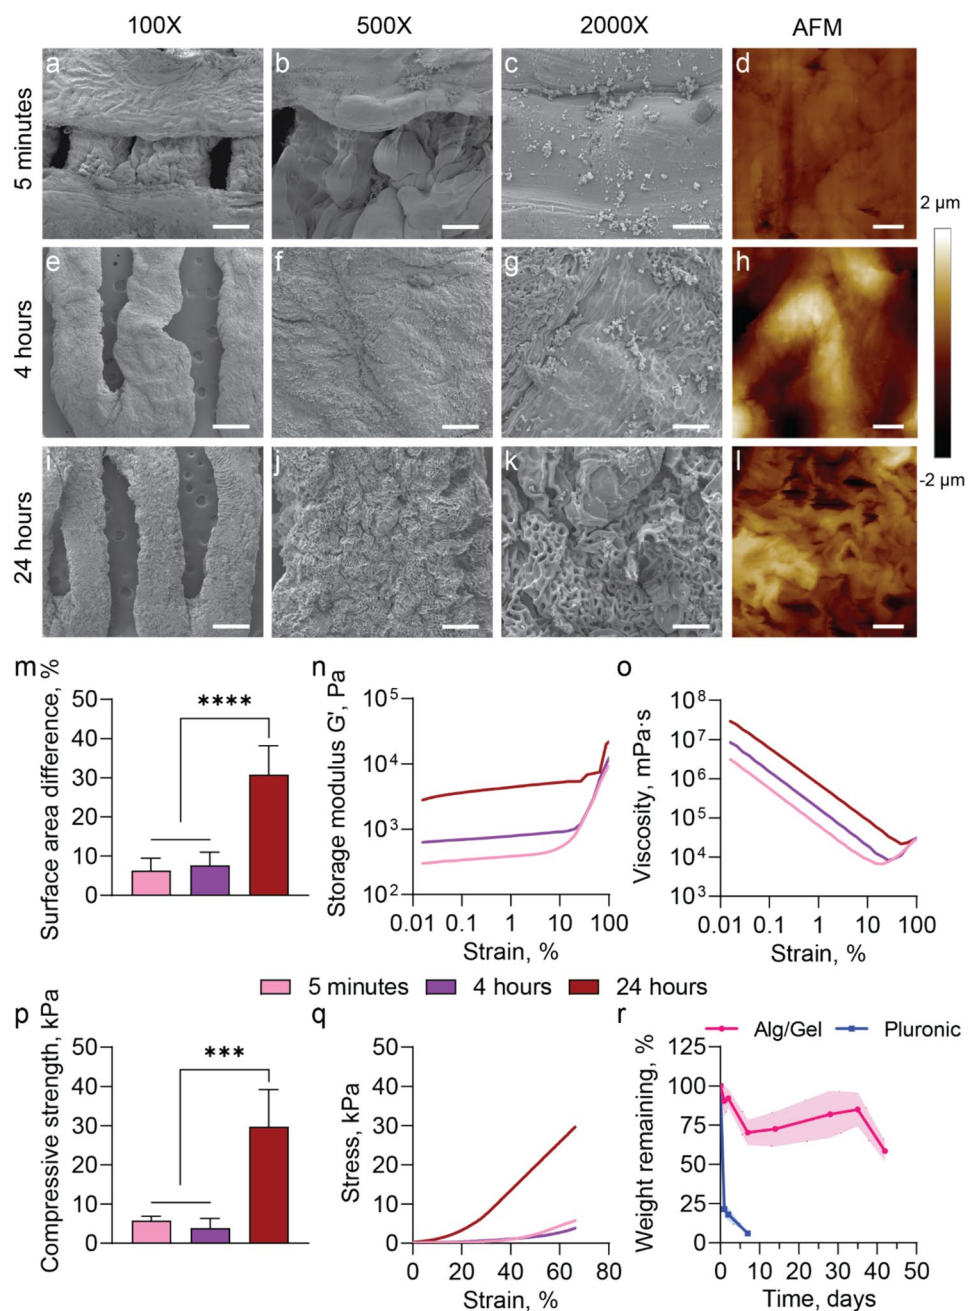 100X 500X 2000X AFM
5 minutes
a b c d
2 µm
4 hours
e f g h
-2 µm
24 hours
i j k l
m
Surface area difference, %
50
40
30
20
10
0
****
n
Storage modulus G', Pa
10⁵
10⁴
10³
10²
0.01 0.1 1 10 100
Strain, %
o
Viscosity, mPa·s
10⁸
10⁷
10⁶
10⁵
10⁴
10³
0.01 0.1 1 10 100
Strain, %
5 minutes 4 hours 24 hours
p
Compressive strength, kPa
50
40
30
20
10
0
***
q
Stress, kPa
50
40
30
20
10
0
0 20 40 60 80
Strain, %
r
Alg/Gel Pluronic
Weight remaining, %
125
100
75
50
25
0
0 10 20 30 40 50
Time, days